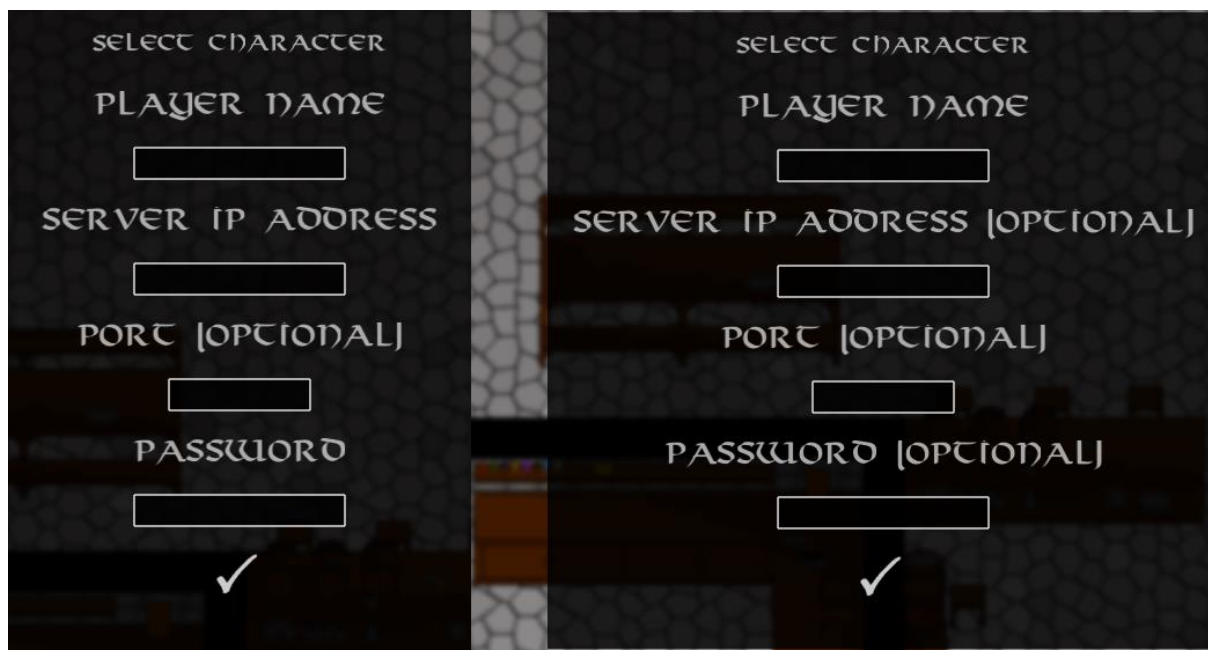 SELECT CHARACTER
PLAYER NAME
SERVER IP ADDRESS
PORT [OPTIONAL]
PASSWORD
SELECT CHARACTER
PLAYER NAME
SERVER IP ADDRESS [OPTIONAL]
PORT [OPTIONAL]
PASSWORD [OPTIONAL]